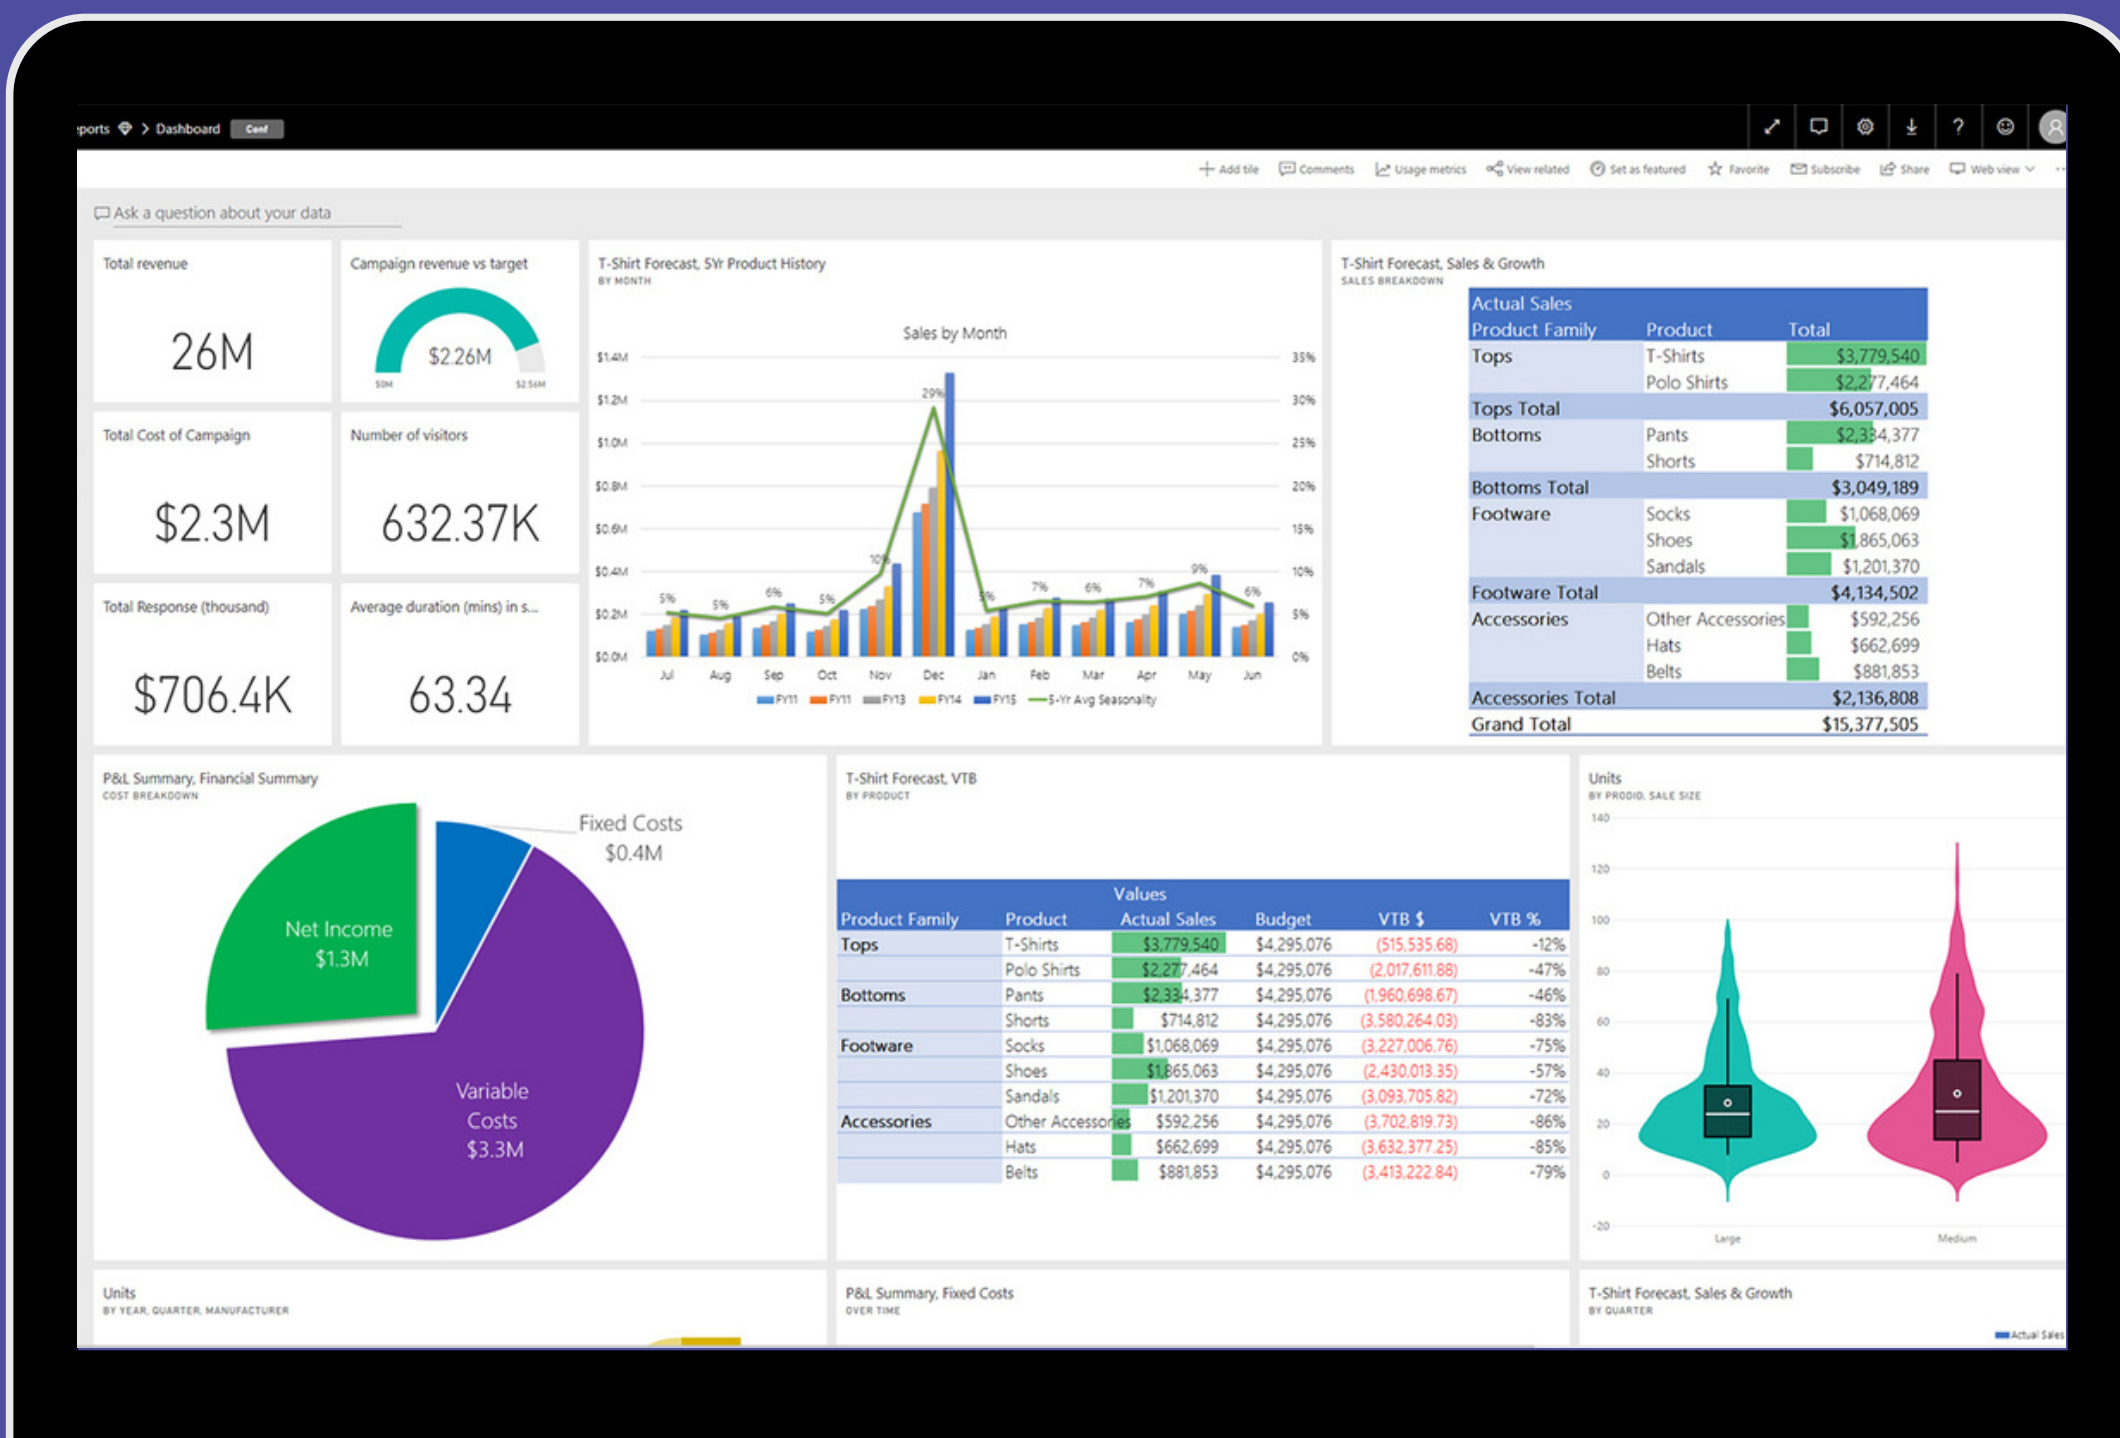 ports > Dashboard Conf
Add tile Comments Usage metrics View related Set as featured Favorite Subscribe Share Web view
Ask a question about your data
Total revenue
26M
Campaign revenue vs target
$2.26M
$0M $2.56M
Total Cost of Campaign
$2.3M
Number of visitors
632.37K
Total Response (thousand)
$706.4K
Average duration (mins) in s...
63.34
T-Shirt Forecast, 5Yr Product History
BY MONTH
Sales by Month
$1.4M 35%
$1.2M 30%
$1.0M 25%
$0.8M 20%
$0.6M 15%
$0.4M 10%
$0.2M 5%
$0.0M 0%
5% 5% 6% 5% 10% 29% 5% 7% 6% 7% 9% 6%
Jul Aug Sep Oct Nov Dec Jan Feb Mar Apr May Jun
FY11 FY11 FY13 FY14 FY15 5-Yr Avg Seasonality
T-Shirt Forecast, Sales & Growth
SALES BREAKDOWN
Actual Sales
Product Family Product Total
Tops T-Shirts $3,779,540
Polo Shirts $2,277,464
Tops Total $6,057,005
Bottoms Pants $2,334,377
Shorts $714,812
Bottoms Total $3,049,189
Footware Socks $1,068,069
Shoes $1,865,063
Sandals $1,201,370
Footware Total $4,134,502
Accessories Other Accessories $592,256
Hats $662,699
Belts $881,853
Accessories Total $2,136,808
Grand Total $15,377,505
P&L Summary, Financial Summary
COST BREAKDOWN
Fixed Costs
$0.4M
Net Income
$1.3M
Variable
Costs
$3.3M
T-Shirt Forecast, VTB
BY PRODUCT
Values
Product Family Product Actual Sales Budget VTB $ VTB %
Tops T-Shirts $3,779,540 $4,295,076 (515,535.68) -12%
Polo Shirts $2,277,464 $4,295,076 (2,017,611.88) -47%
Bottoms Pants $2,334,377 $4,295,076 (1,960,698.67) -46%
Shorts $714,812 $4,295,076 (3,580,264.03) -83%
Footware Socks $1,068,069 $4,295,076 (3,227,006.76) -75%
Shoes $1,865,063 $4,295,076 (2,430,013.35) -57%
Sandals $1,201,370 $4,295,076 (3,093,705.82) -72%
Accessories Other Accessories $592,256 $4,295,076 (3,702,819.73) -86%
Hats $662,699 $4,295,076 (3,632,377.25) -85%
Belts $881,853 $4,295,076 (3,413,222.84) -79%
Units
BY PRODID, SALE SIZE
140
120
100
80
60
40
20
0
-20
Large Medium
Units
BY YEAR, QUARTER, MANUFACTURER
P&L Summary, Fixed Costs
OVER TIME
T-Shirt Forecast, Sales & Growth
BY QUARTER
Actual Sales